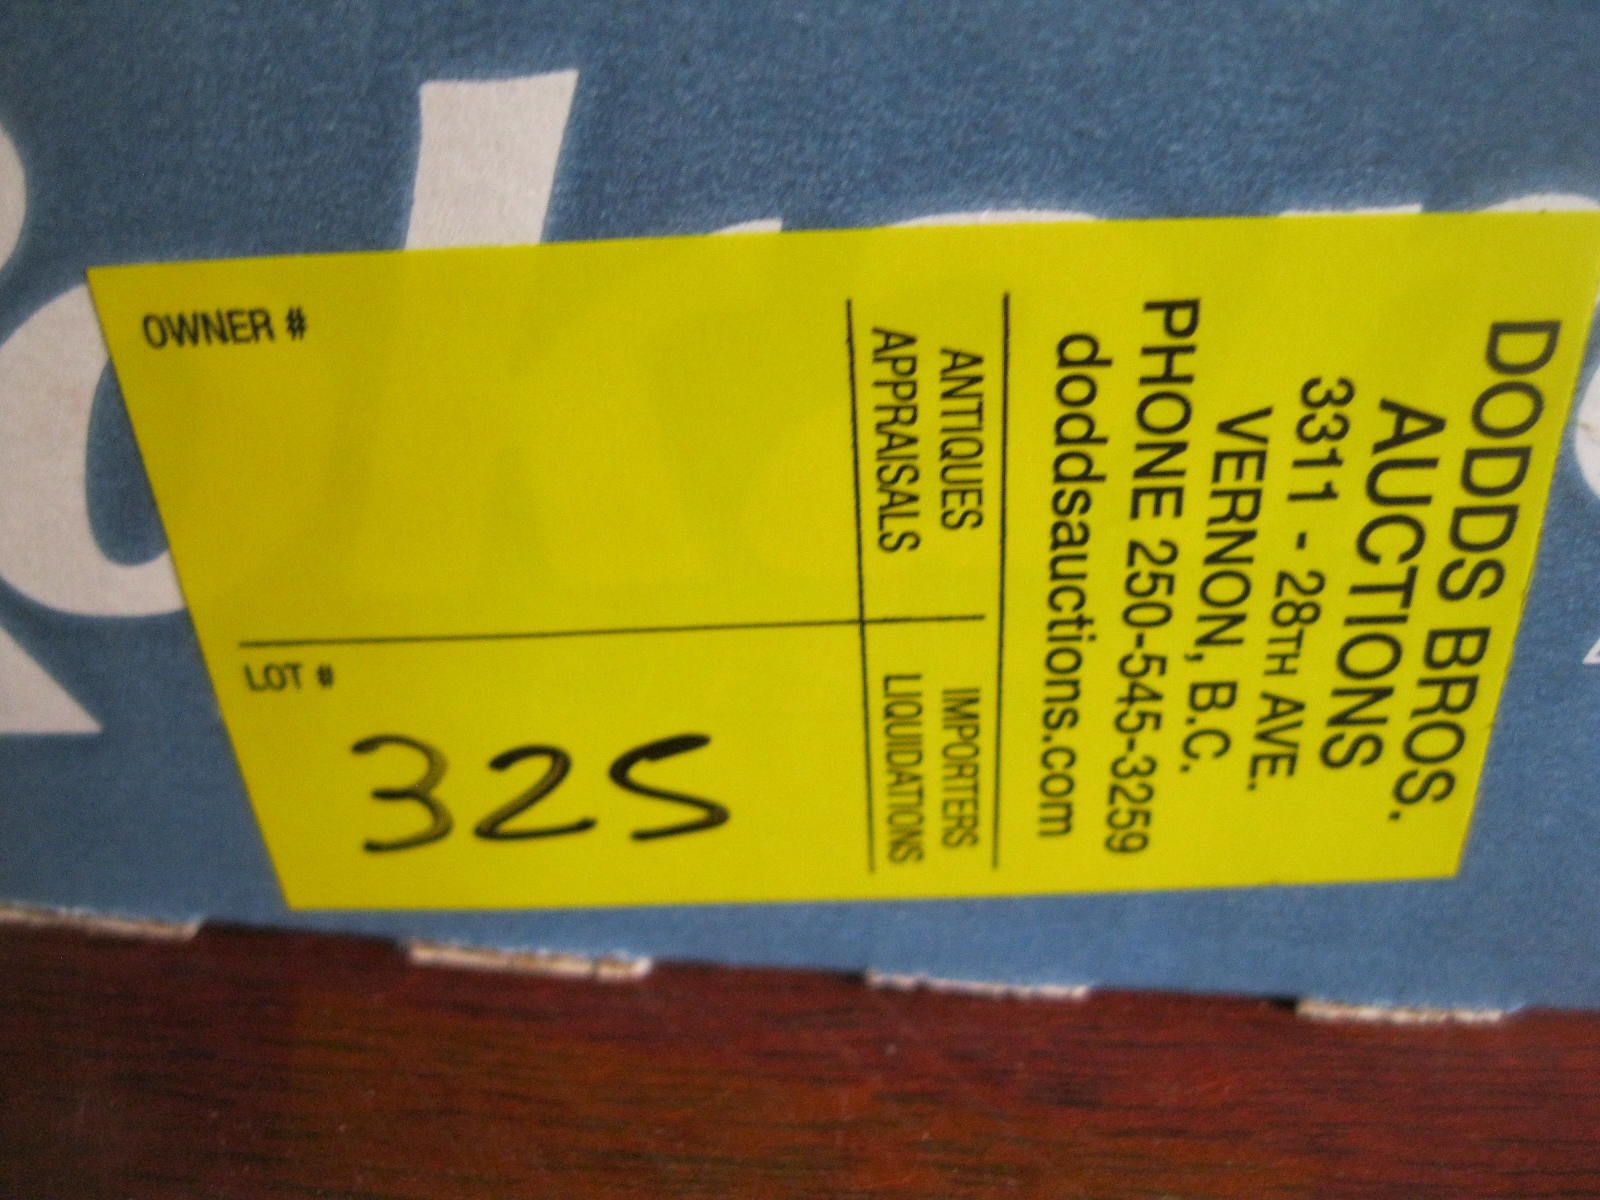 DODDS BROS.
AUCTIONS
3311 - 28TH AVE.
VERNON, B.C.
PHONE 250-545-3259
doddsauctions.com
ANTIQUES
APPRAISALS
IMPORTERS
LIQUIDATIONS
OWNER #
LOT #
325